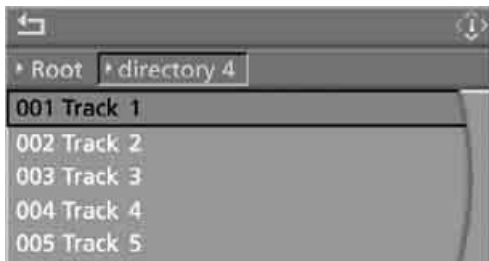 Root directory 4
001 Track 1
002 Track 2
003 Track 3
004 Track 4
005 Track 5